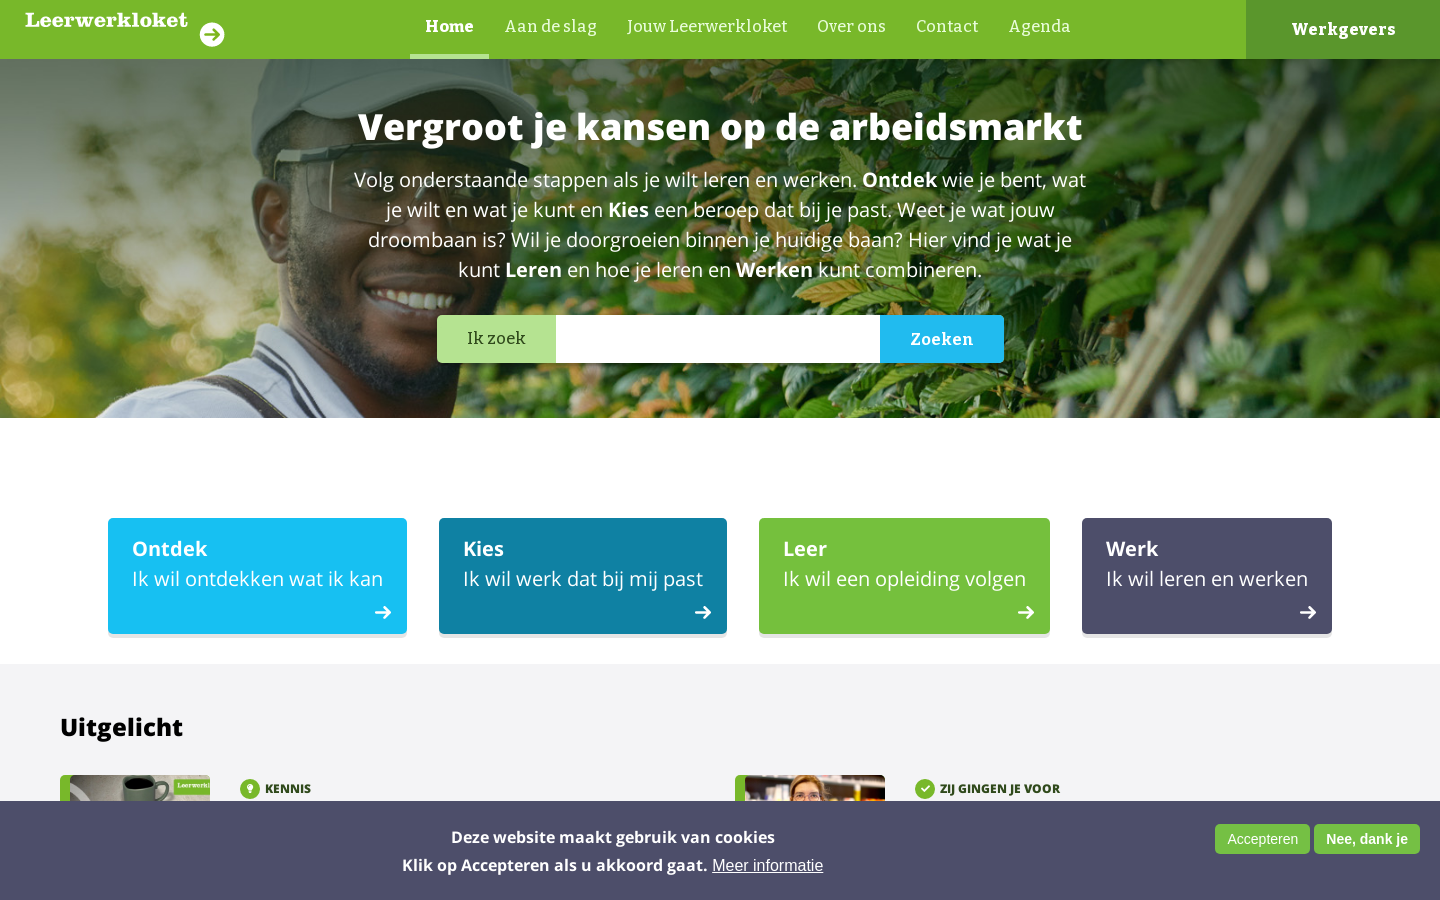 Leerwerkloket
Home
Aan de slag
Jouw Leerwerkloket
Over ons
Contact
Agenda
Werkgevers
Vergroot je kansen op de arbeidsmarkt
Volg onderstaande stappen als je wilt leren en werken. Ontdek wie je bent, wat
je wilt en wat je kunt en Kies een beroep dat bij je past. Weet je wat jouw
droombaan is? Wil je doorgroeien binnen je huidige baan? Hier vind je wat je
kunt Leren en hoe je leren en Werken kunt combineren.
Ik zoek
Zoeken
Ontdek
Ik wil ontdekken wat ik kan
Kies
Ik wil werk dat bij mij past
Leer
Ik wil een opleiding volgen
Werk
Ik wil leren en werken
Uitgelicht
KENNIS
ZIJ GINGEN JE VOOR
Deze website maakt gebruik van cookies
Klik op Accepteren als u akkoord gaat. Meer informatie
Accepteren
Nee, dank je